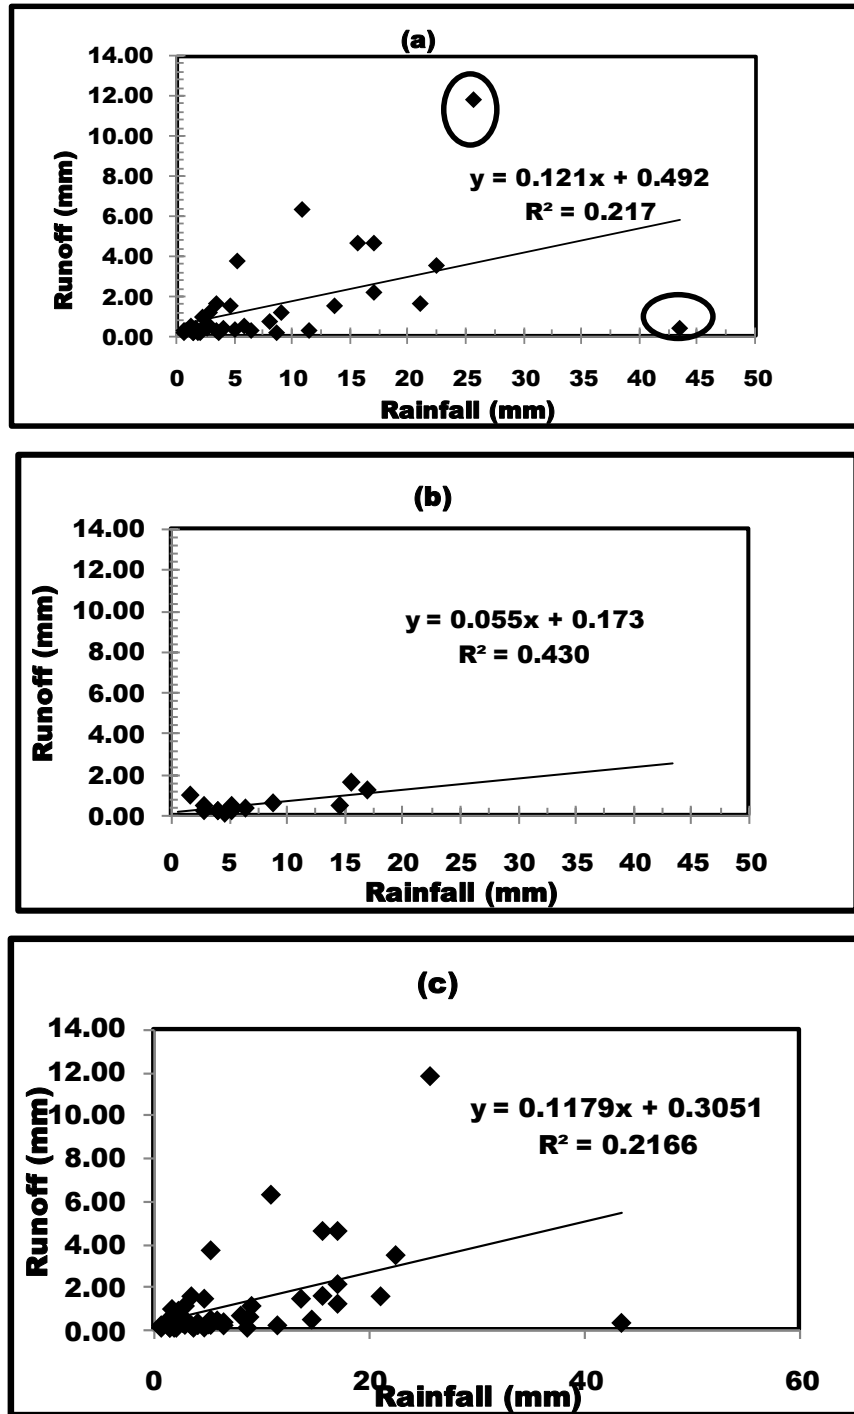 (a)
14.00
12.00
10.00
8.00
6.00
4.00
2.00
0.00
Runoff (mm)
y = 0.121x + 0.492
R² = 0.217
0 5 10 15 20 25 30 35 40 45 50
Rainfall (mm)
(b)
14.00
12.00
10.00
8.00
6.00
4.00
2.00
0.00
Runoff (mm)
y = 0.055x + 0.173
R² = 0.430
0 5 10 15 20 25 30 35 40 45 50
Rainfall (mm)
(c)
14.00
12.00
10.00
8.00
6.00
4.00
2.00
0.00
Runoff (mm)
y = 0.1179x + 0.3051
R² = 0.2166
0 20 40 60
Rainfall (mm)